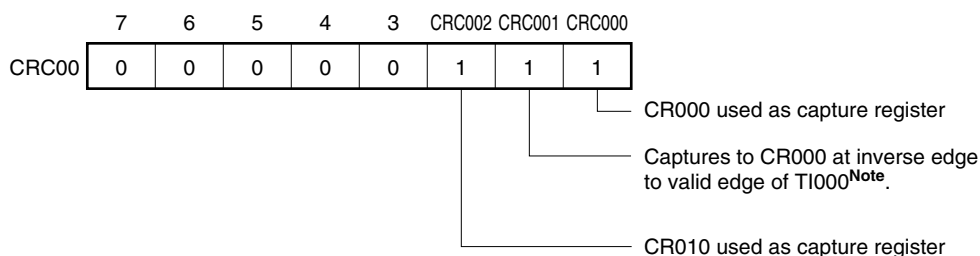 7 6 5 4 3 CRC002 CRC001 CRC000
CRC00 0 0 0 0 0 1 1 1
CR000 used as capture register
Captures to CR000 at inverse edge
to valid edge of TI000Note.
CR010 used as capture register